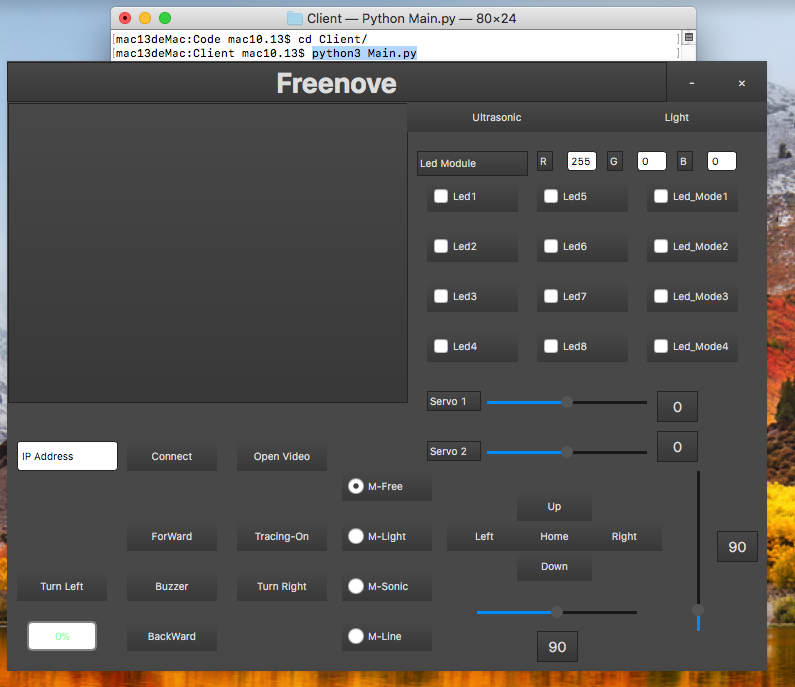 Client — Python Main.py — 80×24
[mac13deMac:Code mac10.13$ cd Client/ ]
[mac13deMac:Client mac10.13$ python3 Main.py ]
Freenove
- ×
Ultrasonic Light
Led Module R 255 G 0 B 0
Led1 Led5 Led_Mode1
Led2 Led6 Led_Mode2
Led3 Led7 Led_Mode3
Led4 Led8 Led_Mode4
Servo 1 0
Servo 2 0
IP Address Connect Open Video
M-Free
Up
ForWard Tracing-On M-Light Left Home Right
90
Down
Turn Left Buzzer Turn Right M-Sonic
0% BackWard M-Line
90